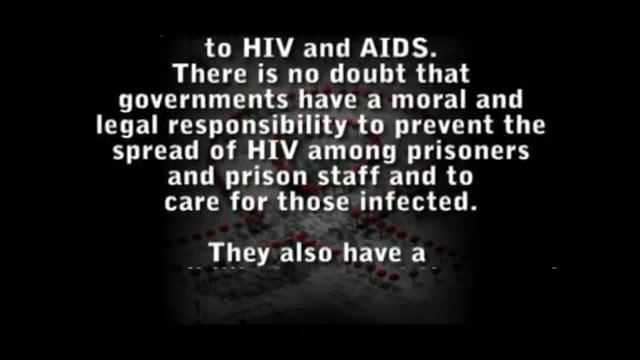 to HIV and AIDS.
There is no doubt that
governments have a moral and
legal responsibility to prevent the
spread of HIV among prisoners
and prison staff and to
care for those infected.
They also have a